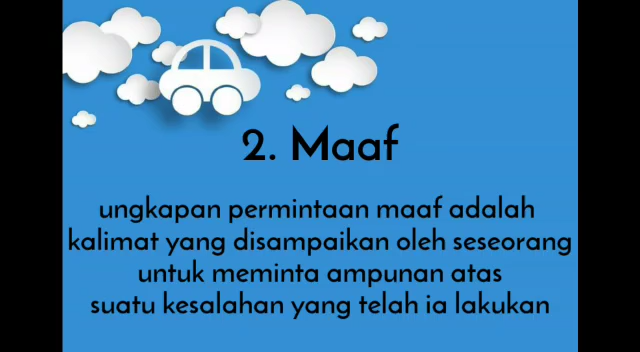 2. Maaf
ungkapan permintaan maaf adalah
kalimat yang disampaikan oleh seseorang
untuk meminta ampunan atas
suatu kesalahan yang telah ia lakukan